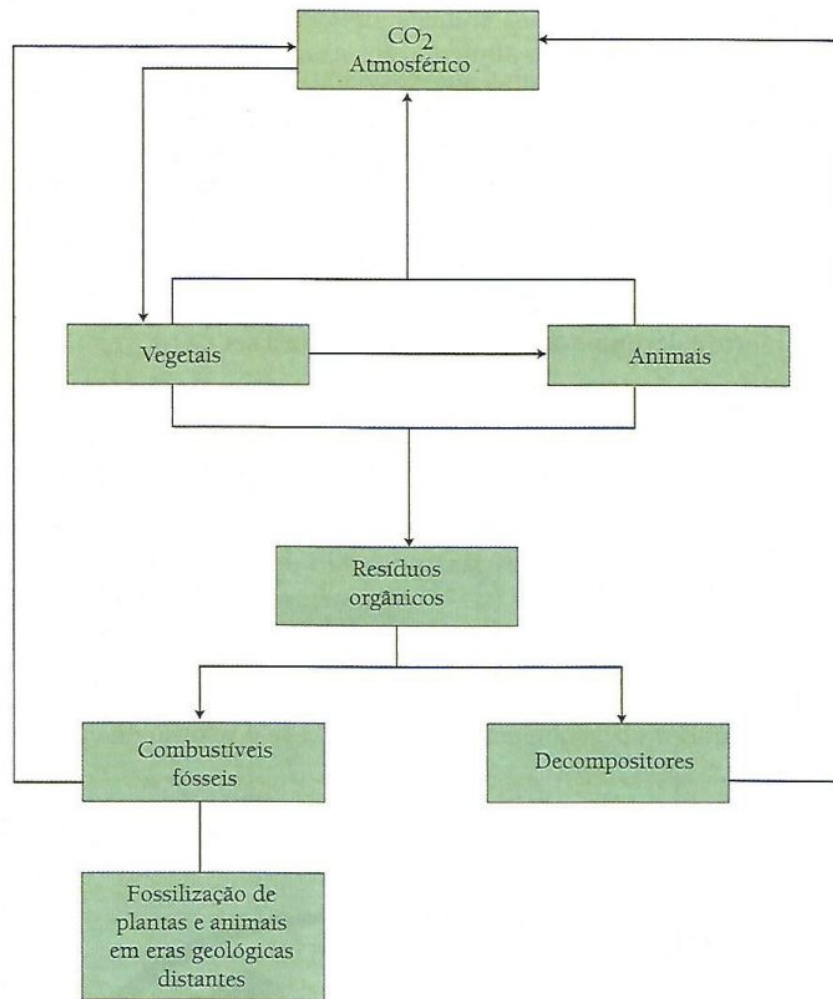 CO2
Atmosférico
Vegetais
Animais
Resíduos
orgânicos
Combustíveis
fósseis
Decompositores
Fossilização de
plantas e animais
em eras geológicas
distantes